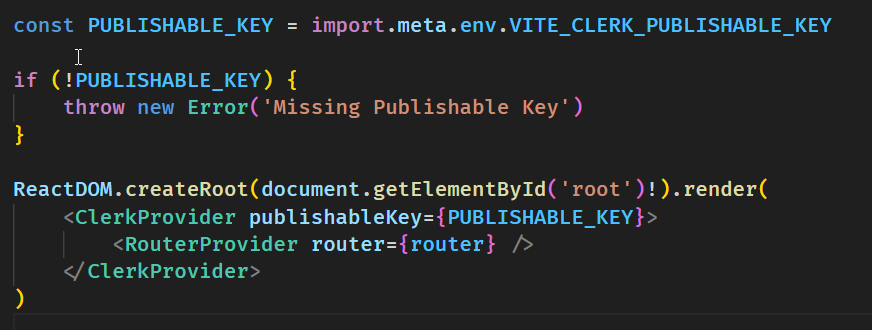 const PUBLISHABLE_KEY = import.meta.env.VITE_CLERK_PUBLISHABLE_KEY
if (!PUBLISHABLE_KEY) {
throw new Error('Missing Publishable Key')
}
ReactDOM.createRoot(document.getElementById('root')!).render(
<ClerkProvider publishableKey={PUBLISHABLE_KEY}>
<RouterProvider router={router} />
</ClerkProvider>
)